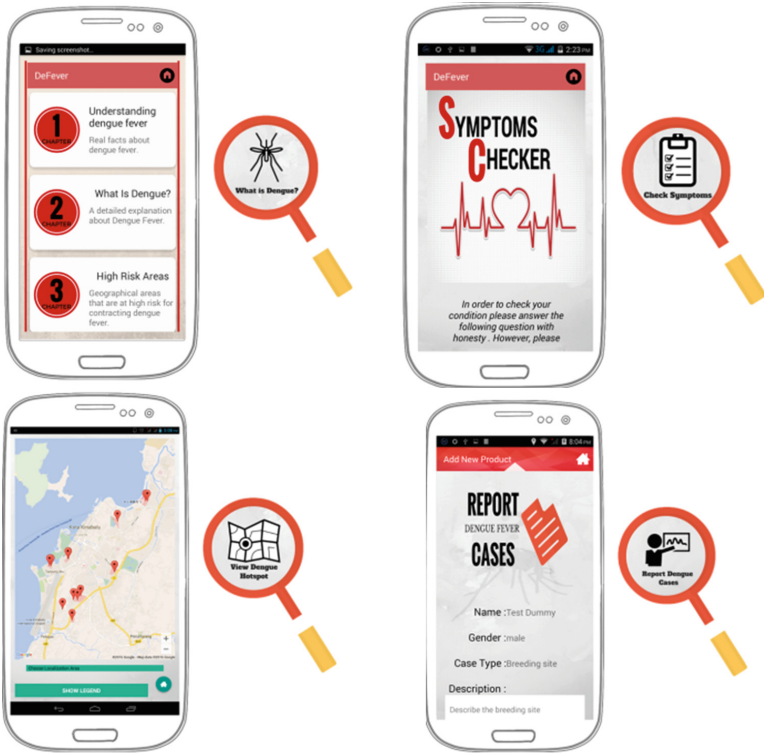 Saving screenshot...
DeFever
1
CHAPTER
Understanding
dengue fever
Real facts about
dengue fever.
2
CHAPTER
What Is Dengue?
A detailed explanation
about Dengue Fever.
3
CHAPTER
High Risk Areas
Geographical areas
that are at high risk for
contracting dengue
fever.
What is Dengue?
3G 2:23 PM
DeFever
SYMPTOMS
CHECKER
In order to check your
condition please answer the
following question with
honesty . However, please
Check Symptoms
Kota Kinabalu
SHOW LEGEND
View Dengue
Hotspot
8:04 PM
Add New Product
REPORT
DENGUE FEVER
CASES
Name :Test Dummy
Gender :male
Case Type :Breeding site
Description :
Describe the breeding site
Report Dengue
Cases